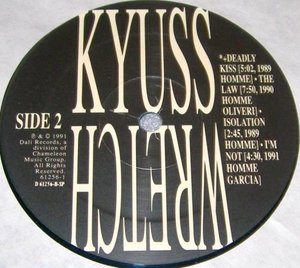 KYUSS
WRETCH
SIDE 2
℗ & © 1991
Dali Records, a
division of
Chameleon
Music Group.
All Rights
Reserved.
61256-1
D 61256-B-SP
*=DEADLY
KISS [5:02, 1989
HOMME] • THE
LAW [7:50, 1990
HOMME
OLIVERI] •
ISOLATION
[2:45, 1989
HOMME] • I'M
NOT [4:30, 1991
HOMME
GARCIA]